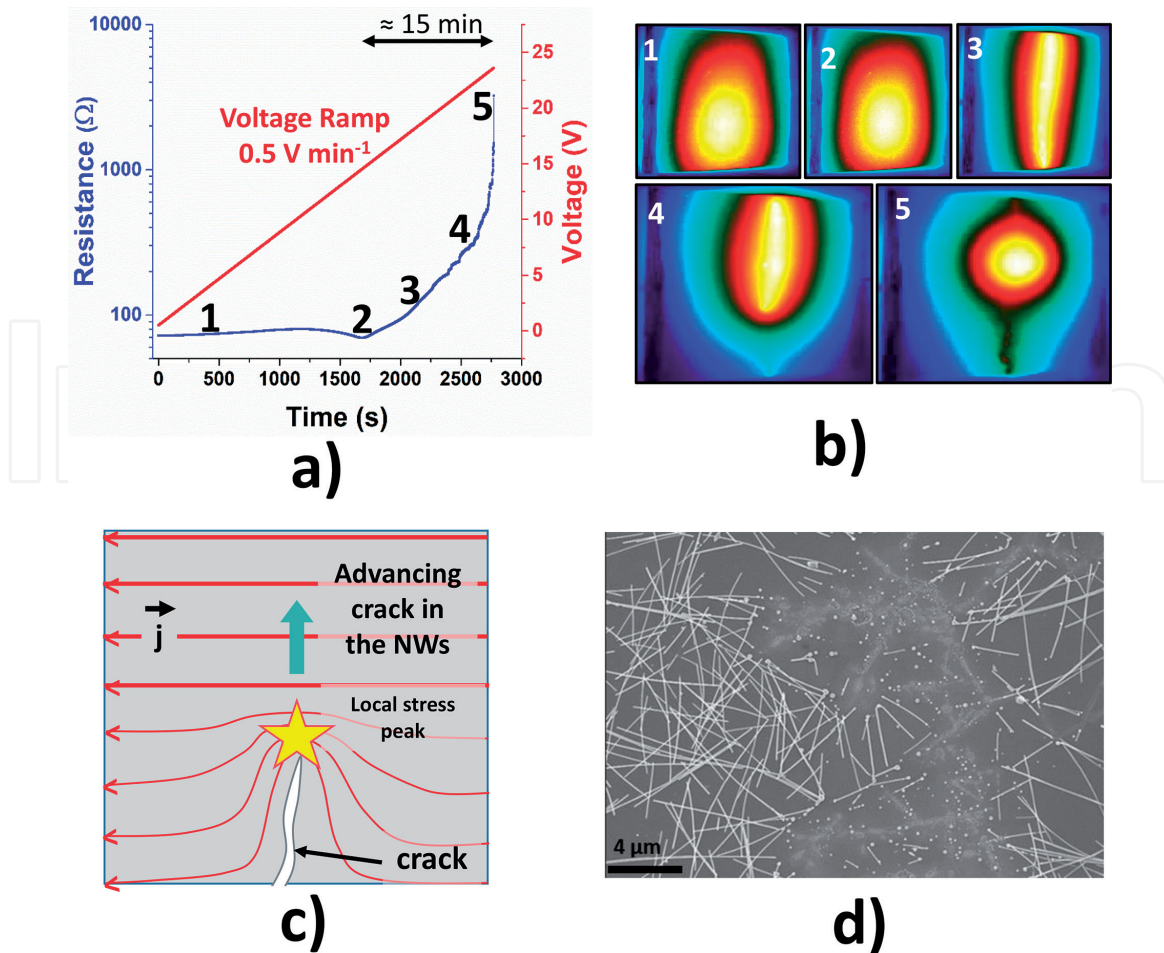 ≈ 15 min
10000
1000
100
Resistance (Ω)
Voltage Ramp
0.5 V min⁻¹
1
2
3
4
5
25
20
15
10
5
0
Voltage (V)
0
500
1000
1500
2000
2500
3000
Time (s)
a)
1
2
3
4
5
b)
Advancing
crack in
the NWs
j
Local stress
peak
crack
c)
4 µm
d)